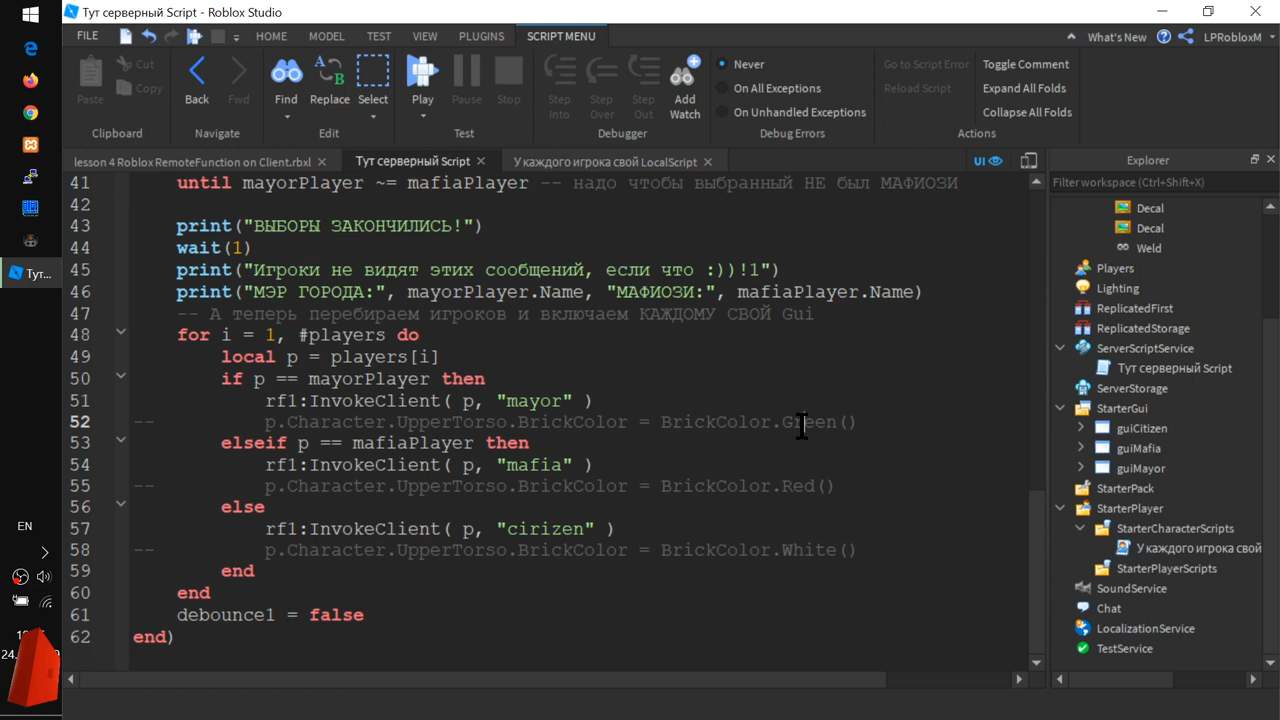 Тут серверный Script - Roblox Studio
FILE HOME MODEL TEST VIEW PLUGINS SCRIPT MENU What's New LPRobloxM
Paste Cut Copy Clipboard
Back Fwd Navigate
Find Replace Select Edit
Play Pause Stop Test
Step Into Step Over Step Out Add Watch Debugger
Never
On All Exceptions
On Unhandled Exceptions
Debug Errors
Go to Script Error Toggle Comment
Reload Script Expand All Folds
Collapse All Folds
Actions
lesson 4 Roblox RemoteFunction on Client.rbxl Тут серверный Script У каждого игрока свой LocalScript UI
41 until mayorPlayer ~= mafiaPlayer -- надо чтобы выбранный НЕ был МАФИОЗИ
42
43 print("ВЫБОРЫ ЗАКОНЧИЛИСЬ!")
44 wait(1)
45 print("Игроки не видят этих сообщений, если что :))!1")
46 print("МЭР ГОРОДА:", mayorPlayer.Name, "МАФИОЗИ:", mafiaPlayer.Name)
47 -- А теперь перебираем игроков и включаем КАЖДОМУ СВОЙ Gui
48 for i = 1, #players do
49 local p = players[i]
50 if p == mayorPlayer then
51 rf1:InvokeClient( p, "mayor" )
52 -- p.Character.UpperTorso.BrickColor = BrickColor.Green()
53 elseif p == mafiaPlayer then
54 rf1:InvokeClient( p, "mafia" )
55 -- p.Character.UpperTorso.BrickColor = BrickColor.Red()
56 else
57 rf1:InvokeClient( p, "cirizen" )
58 -- p.Character.UpperTorso.BrickColor = BrickColor.White()
59 end
60 end
61 debounce1 = false
62 end)
Explorer
Filter workspace (Ctrl+Shift+X)
Decal
Decal
Weld
Players
Lighting
ReplicatedFirst
ReplicatedStorage
ServerScriptService
Тут серверный Script
ServerStorage
StarterGui
guiCitizen
guiMafia
guiMayor
StarterPack
StarterPlayer
StarterCharacterScripts
У каждого игрока свой
StarterPlayerScripts
SoundService
Chat
LocalizationService
TestService
Тут...
EN
24.